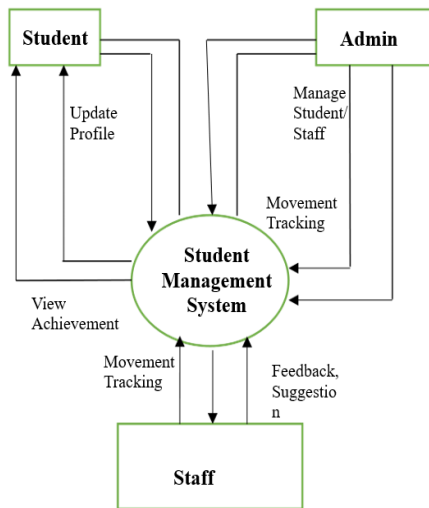 Student
Admin
Update
Profile
Manage
Student/
Staff
Movement
Tracking
Student
Management
System
View
Achievement
Movement
Tracking
Feedback,
Suggestio
n
Staff